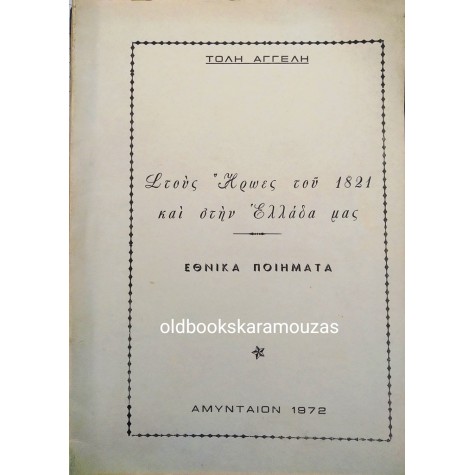 ΤΟΛΗ ΑΓΓΕΛΗ
Στοὺς Ἥρωες τοῦ 1821
καὶ στὴν Ἑλλάδα μας
ΕΘΝΙΚΑ ΠΟΙΗΜΑΤΑ
oldbookskaramouzas
ΑΜΥΝΤΑΙΟΝ 1972